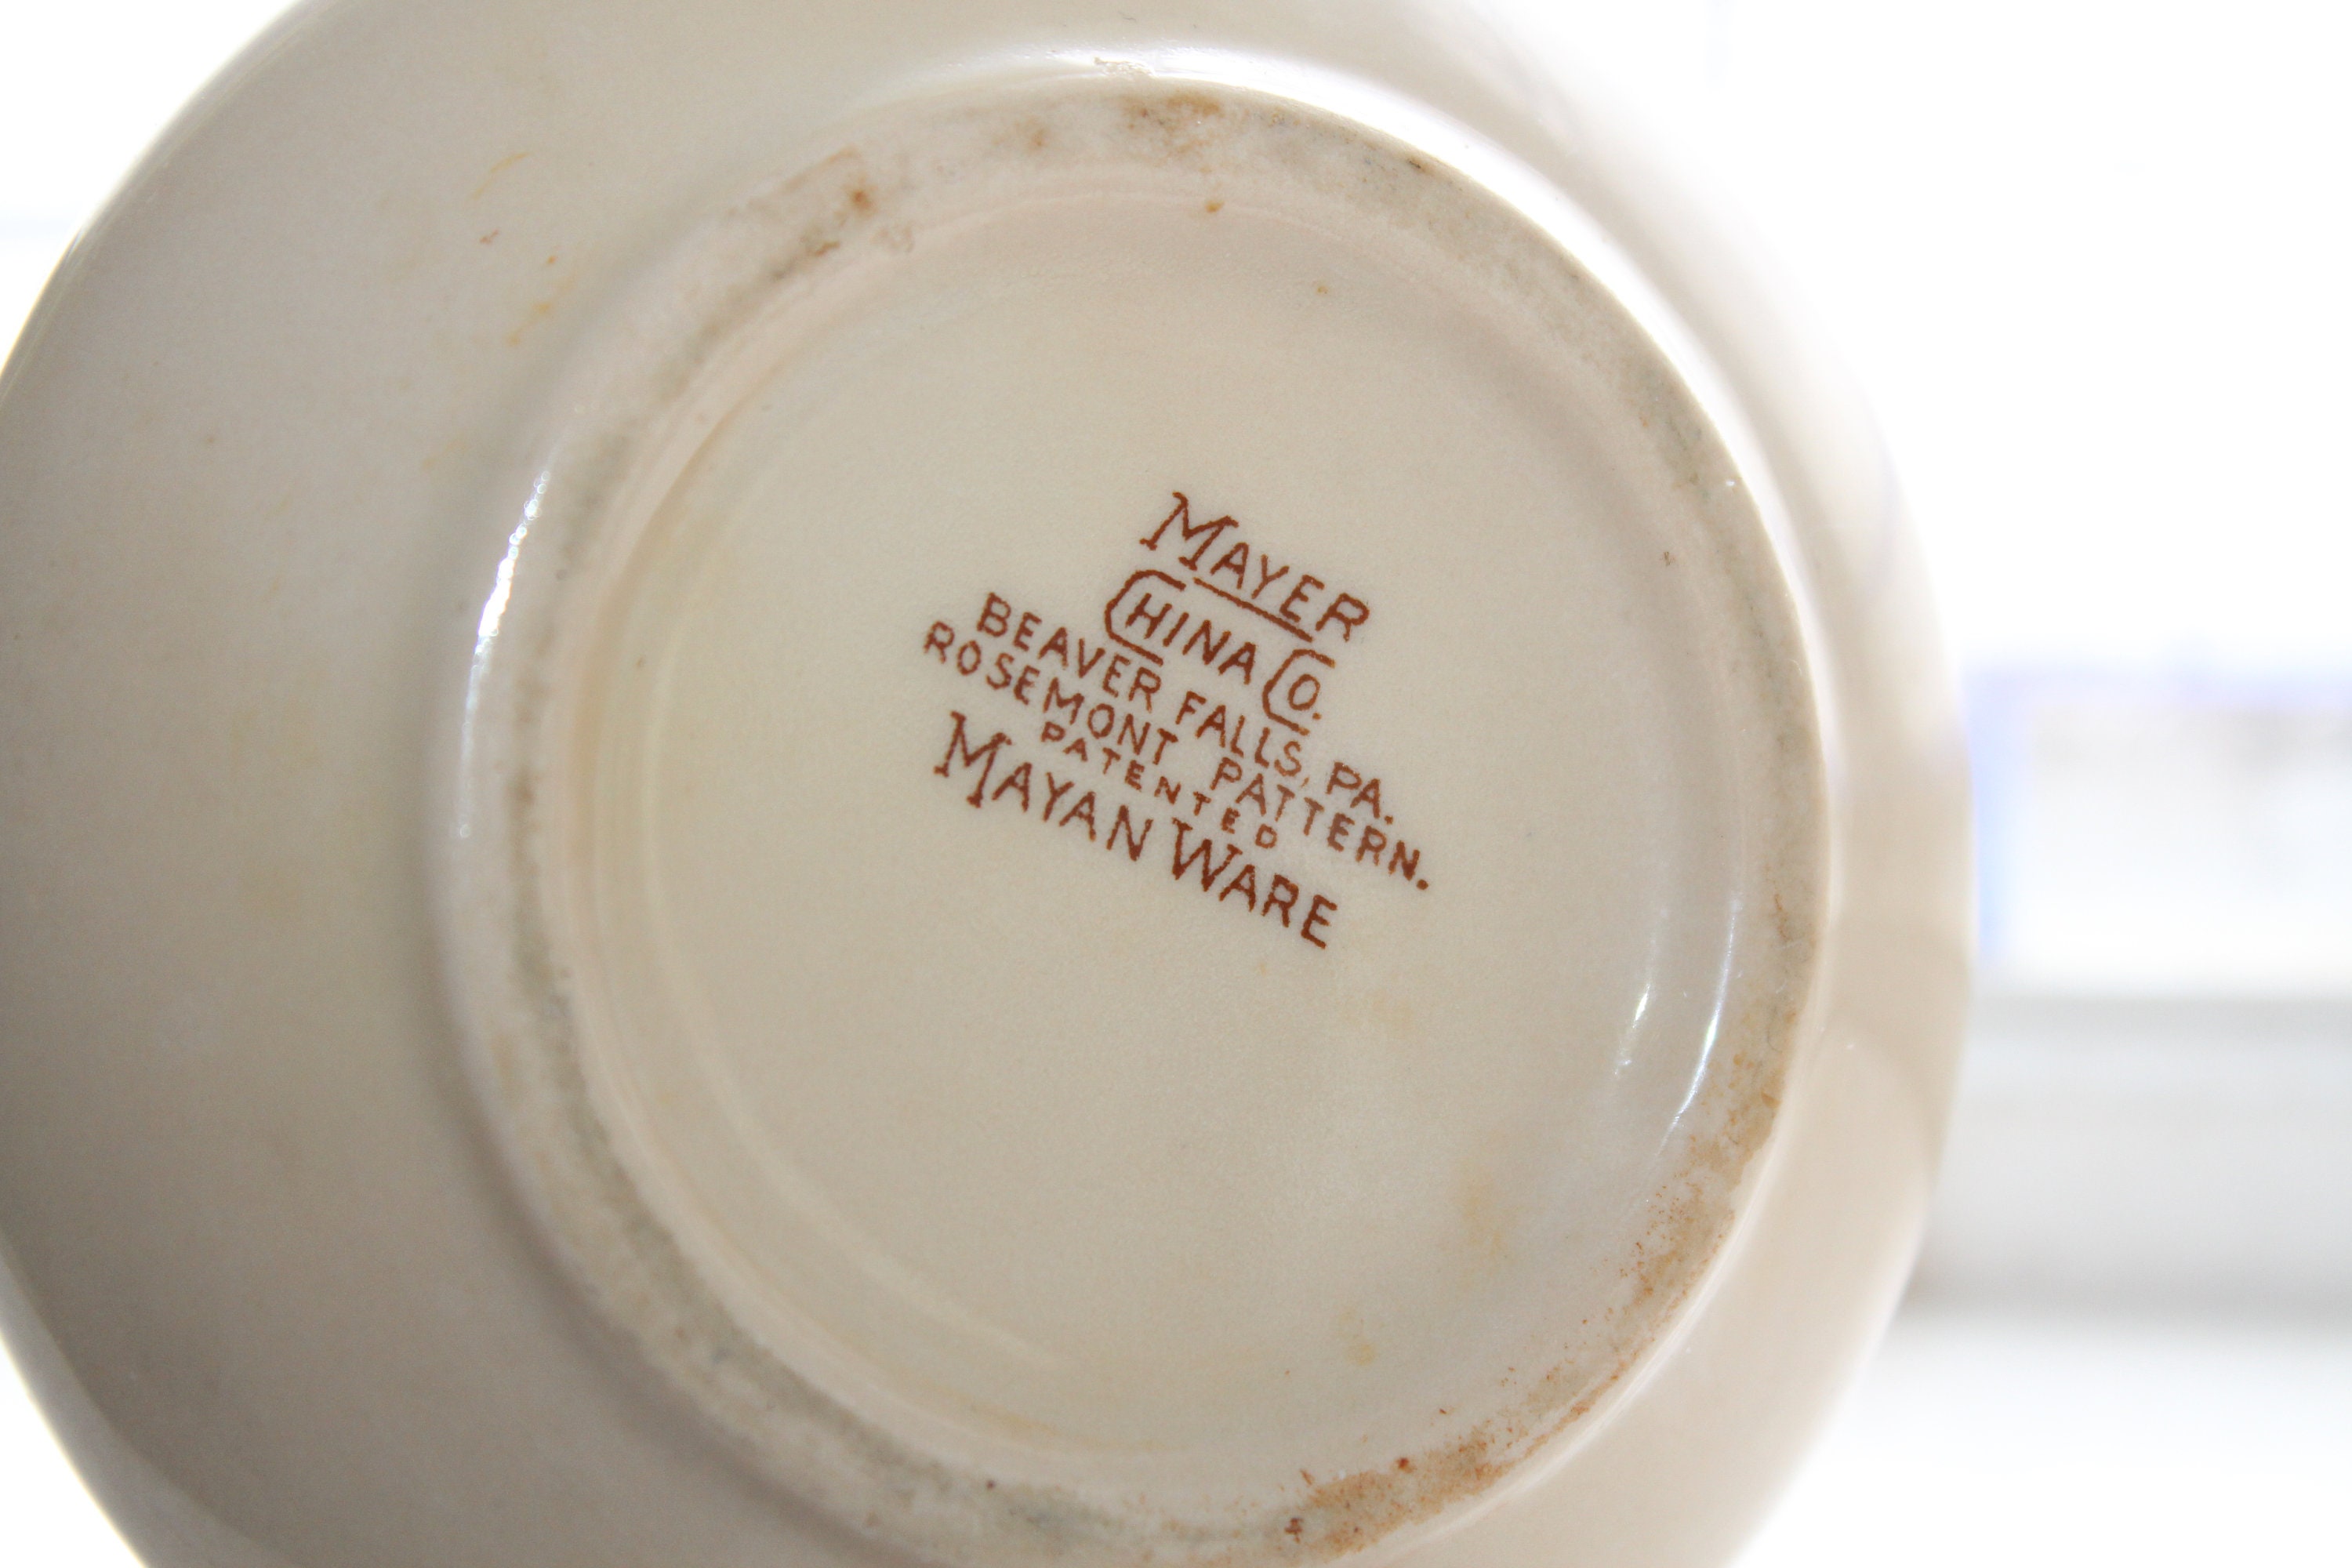 MAYER
CHINA CO.
BEAVER FALLS, PA.
ROSEMONT PATTERN.
PATENTED
MAYAN WARE